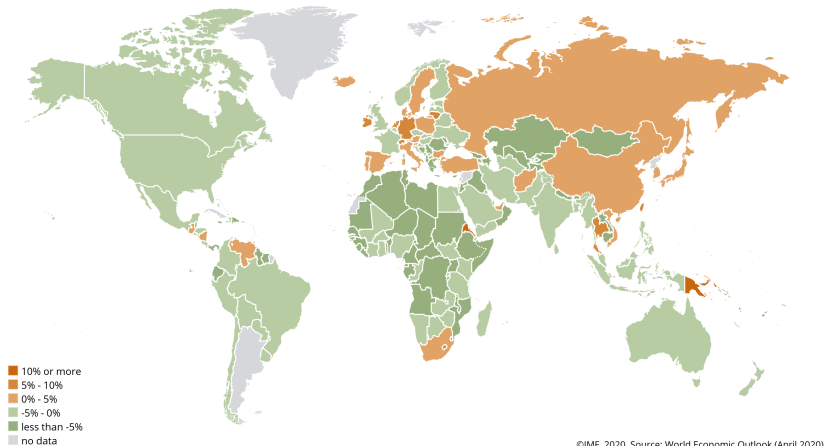 10% or more
5% - 10%
0% - 5%
-5% - 0%
less than -5%
no data
©IMF, 2020, Source: World Economic Outlook (April 2020)